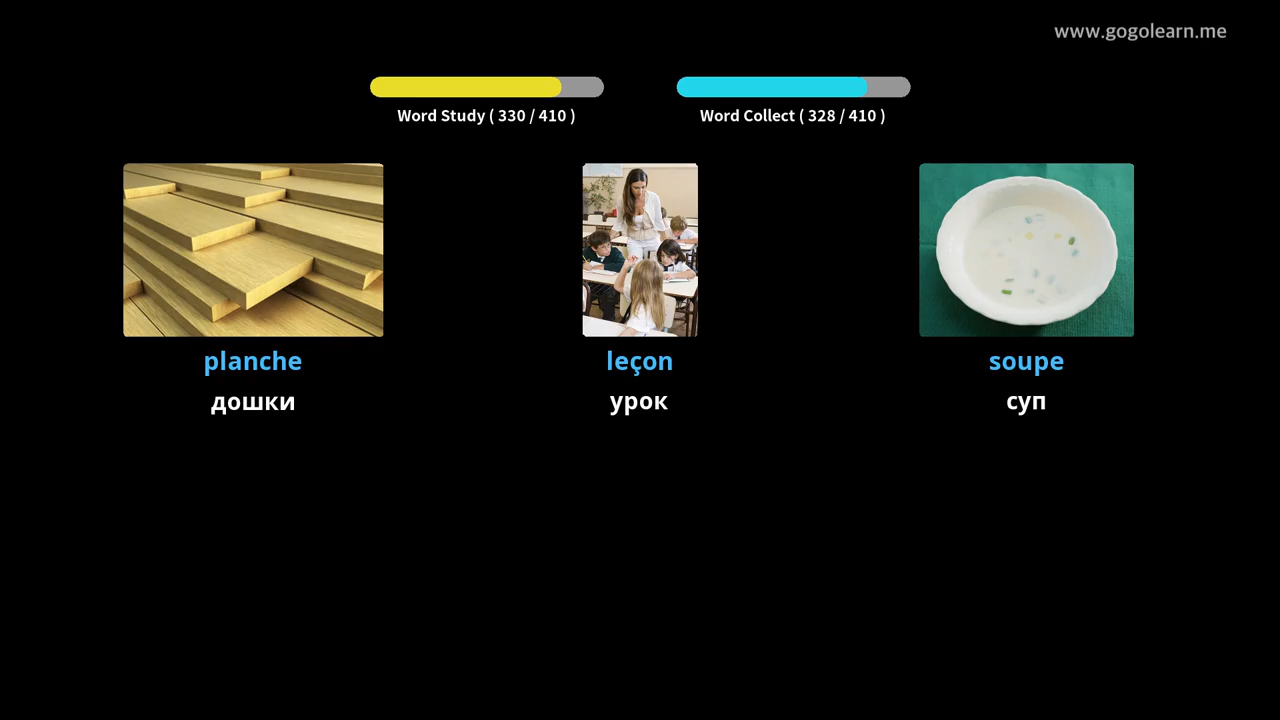 www.gogolearn.me
Word Study ( 330 / 410 )
Word Collect ( 328 / 410 )
planche
leçon
soupe
дошки
урок
суп